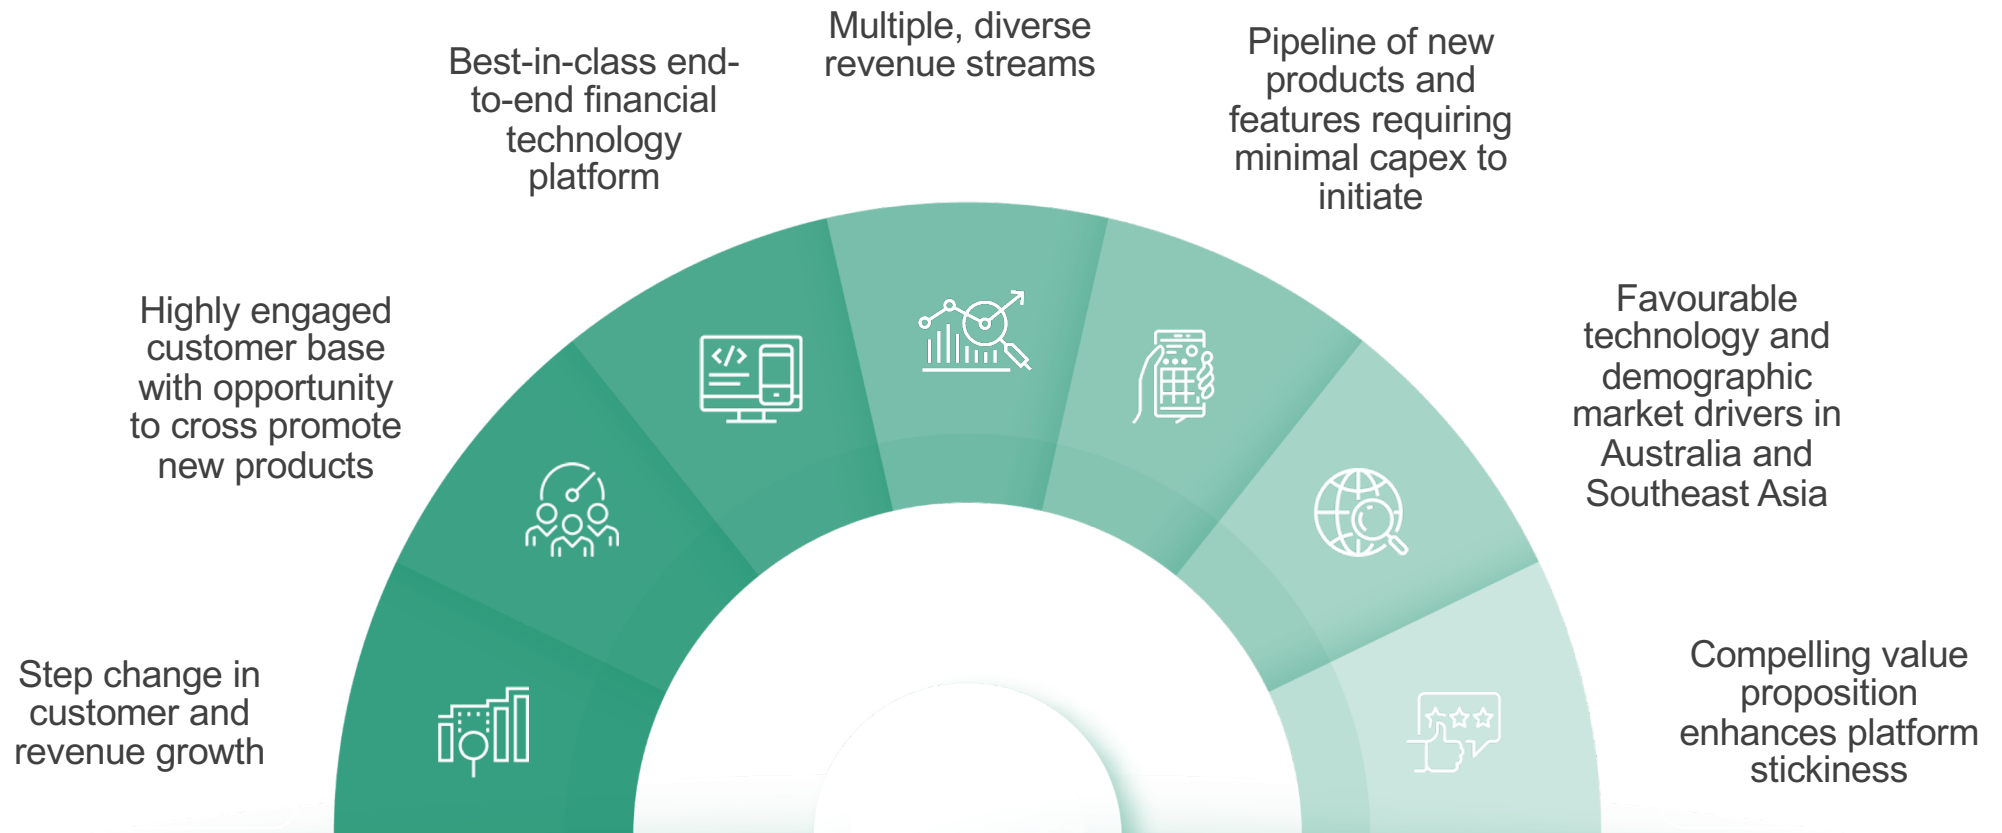 Step change in
customer and
revenue growth
Highly engaged
customer base
with opportunity
to cross promote
new products
Best-in-class end-
to-end financial
technology
platform
Multiple, diverse
revenue streams
Pipeline of new
products and
features requiring
minimal capex to
initiate
Favourable
technology and
demographic
market drivers in
Australia and
Southeast Asia
Compelling value
proposition
enhances platform
stickiness